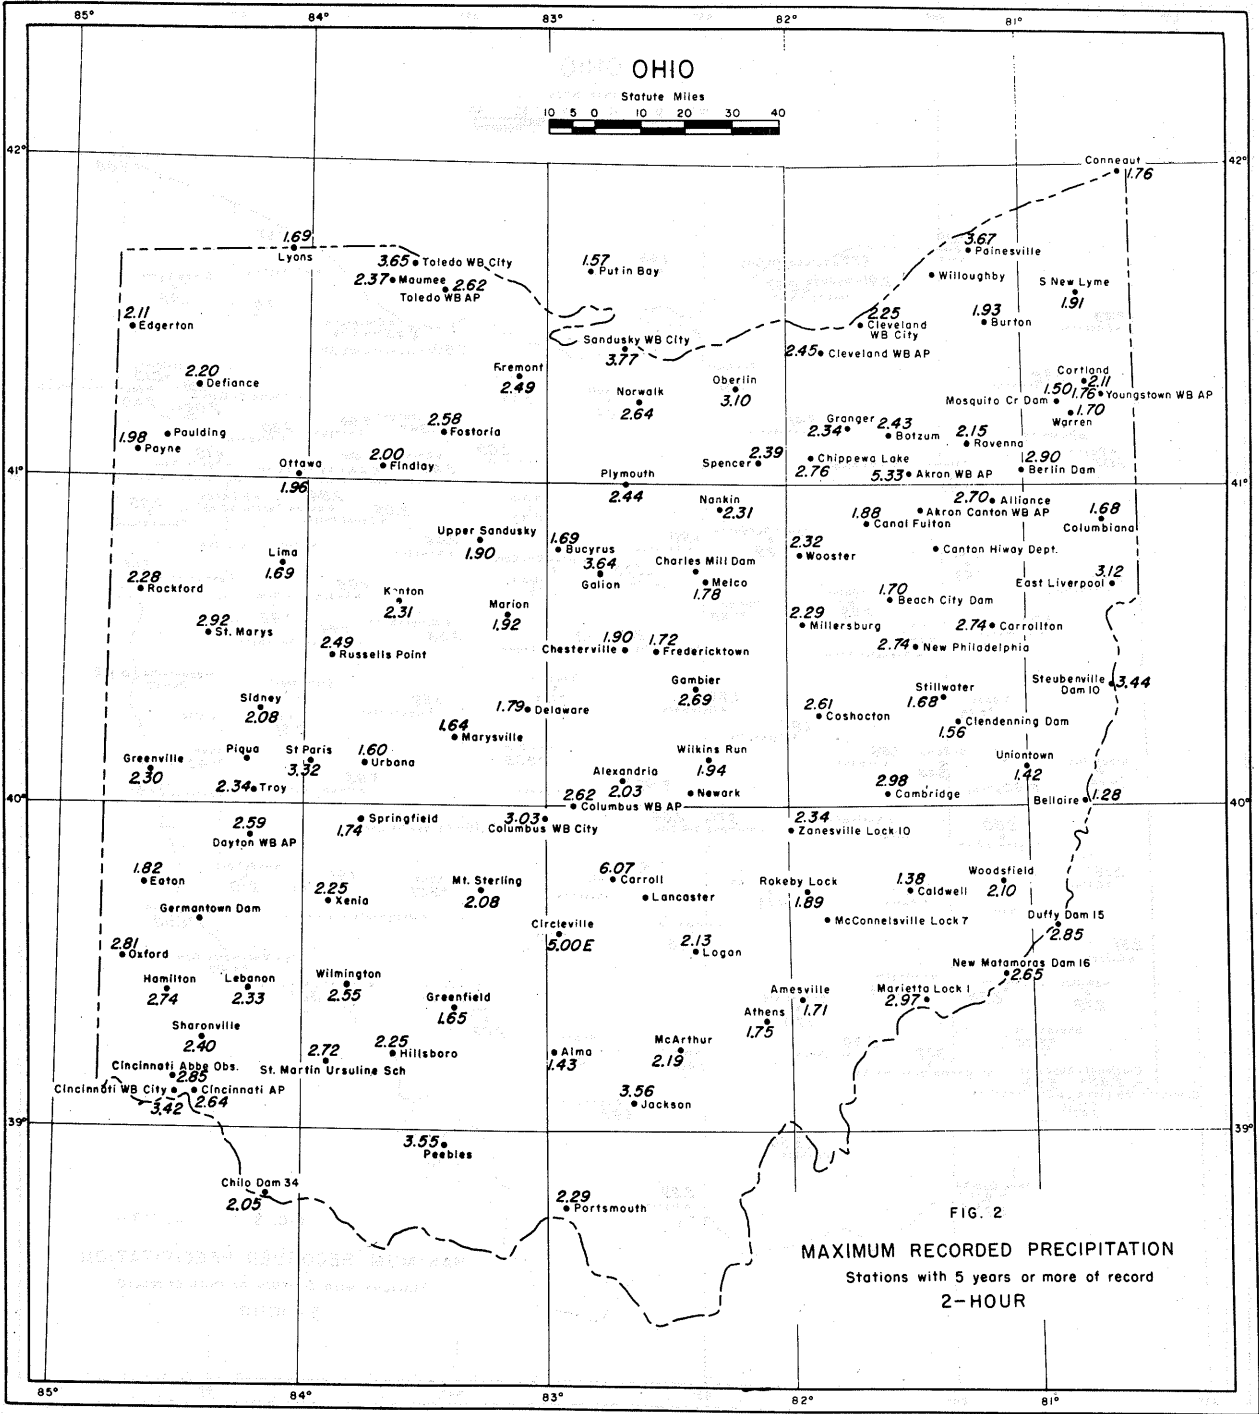 85° 84° 83° 82° 81°
OHIO
Statute Miles
10 5 0 10 20 30 40
42° 42°
Conneaut
1.76
1.69
Lyons
3.65 Toledo WB City
2.37 Maumee
2.62
Toledo WB AP
1.57
Put in Bay
3.67
Painesville
Willoughby
S New Lyme
1.91
2.11
Edgerton
2.25
Cleveland
WB City
1.93
Burton
Sandusky WB City
3.77
2.45 Cleveland WB AP
2.20
Defiance
Fremont
2.49
Norwalk
2.64
Oberlin
3.10
Cortland
2.11
1.50 1.76 Youngstown WB AP
Mosquito Cr Dam
1.70
Warren
Paulding
1.98
Payne
2.58
Fostoria
Granger
2.34
2.43
Botzum
2.15
Ravenna
Ottawa
1.96
2.00
Findlay
2.39
Spencer
Chippewa Lake
2.76
5.33 Akron WB AP
2.90
Berlin Dam
41° 41°
Plymouth
2.44
Nankin
2.31
2.70 Alliance
Akron Canton WB AP
1.88
Canal Fulton
1.68
Columbiana
Upper Sandusky
1.90
1.69
Bucyrus
2.32
Wooster
Canton Hiway Dept.
Lima
1.69
3.64
Galion
Charles Mill Dam
Melco
1.78
3.12
East Liverpool
2.28
Rockford
Kenton
2.31
Marion
1.92
1.70
Beach City Dam
2.92
St. Marys
2.29
Millersburg
2.74 Carrollton
2.49
Russells Point
1.90
Chesterville
1.72
Fredericktown
2.74 New Philadelphia
Gambier
2.69
Stillwater
1.68
Steubenville
Dam 10
3.44
Sidney
2.08
1.79 Delaware
2.61
Coshocton
Clendenning Dam
1.56
1.64
Marysville
Greenville
2.30
Piqua
St Paris
3.32
1.60
Urbana
Wilkins Run
1.94
Uniontown
1.42
2.34 Troy
Alexandria
2.03
Newark
2.98
Cambridge
Bellaire 1.28
40° 40°
2.62
Columbus WB AP
2.59
Dayton WB AP
Springfield
1.74
3.03
Columbus WB City
2.34
Zanesville Lock 10
1.82
Eaton
2.25
Xenia
Mt. Sterling
2.08
6.07
Carroll
Lancaster
Rokeby Lock
1.89
1.38
Caldwell
Woodsfield
2.10
Germantown Dam
Circleville
5.00 E
McConnelsville Lock 7
Duffy Dam 15
2.85
2.81
Oxford
2.13
Logan
New Matamoras Dam 16
2.65
Hamilton
2.74
Lebanon
2.33
Wilmington
2.55
Greenfield
1.65
Amesville
1.71
Marietta Lock 1
2.97
Athens
1.75
Sharonville
2.40
2.72
St. Martin Ursuline Sch
2.25
Hillsboro
Alma
1.43
McArthur
2.19
Cincinnati Abbe Obs.
2.85
Cincinnati WB City
3.42
Cincinnati AP
2.64
3.56
Jackson
39° 39°
3.55
Peebles
Chilo Dam 34
2.05
2.29
Portsmouth
FIG. 2
MAXIMUM RECORDED PRECIPITATION
Stations with 5 years or more of record
2-HOUR
85° 84° 83° 82° 81°